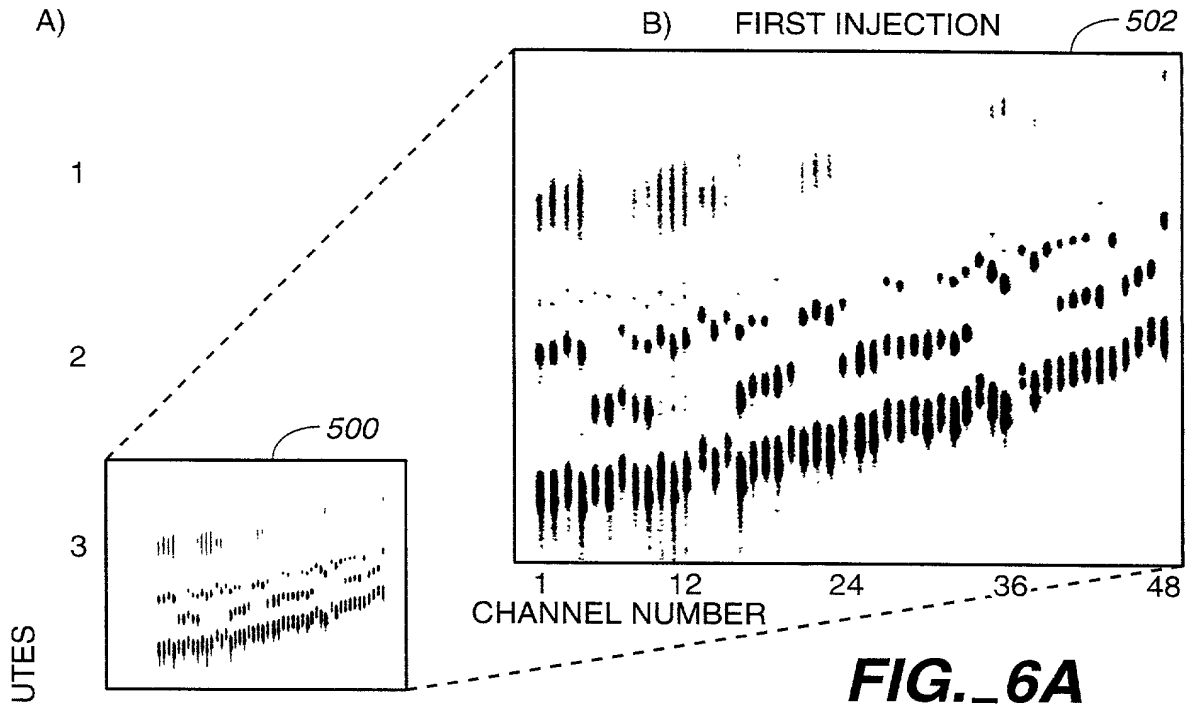 A)
B) FIRST INJECTION
502
1
2
500
3
1 12 24 36 48
CHANNEL NUMBER
UTES
FIG._6A